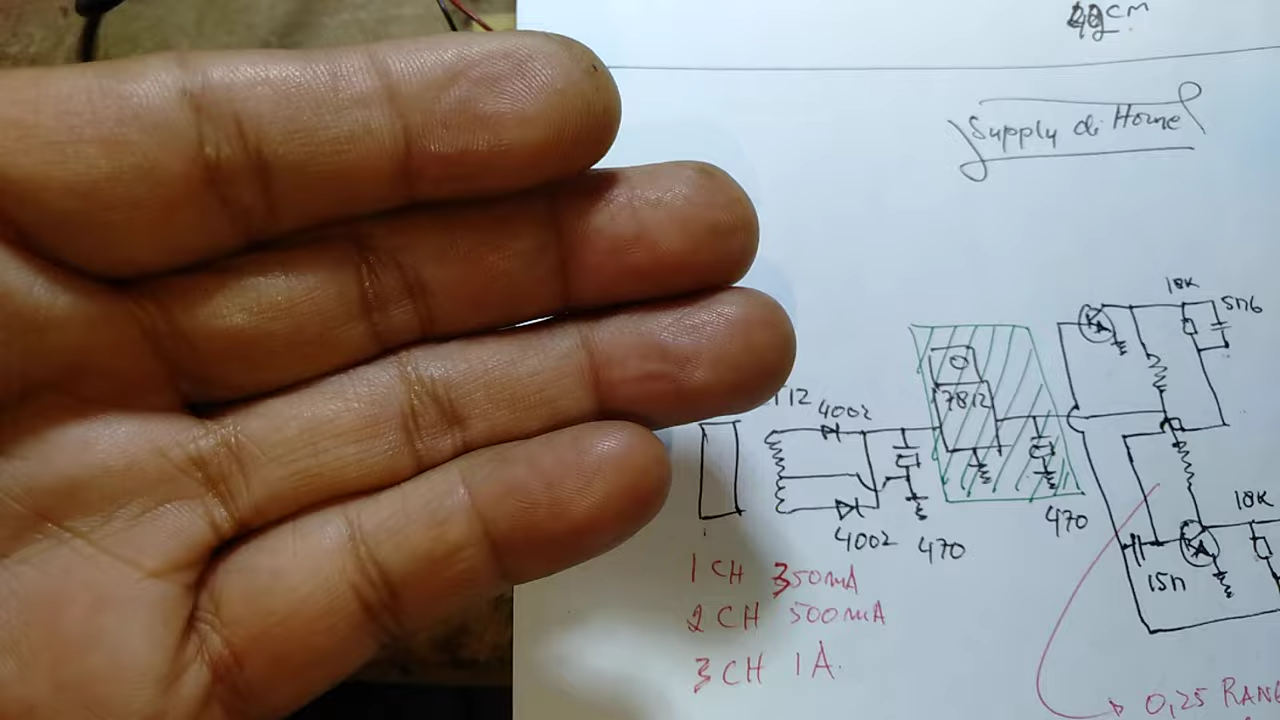 cm
Supply di Home
18K
5n6
T12
4002
7812
4002
470
470
18K
15n
1 CH 350mA
2 CH 500mA
3 CH 1A.
0,25 RANG